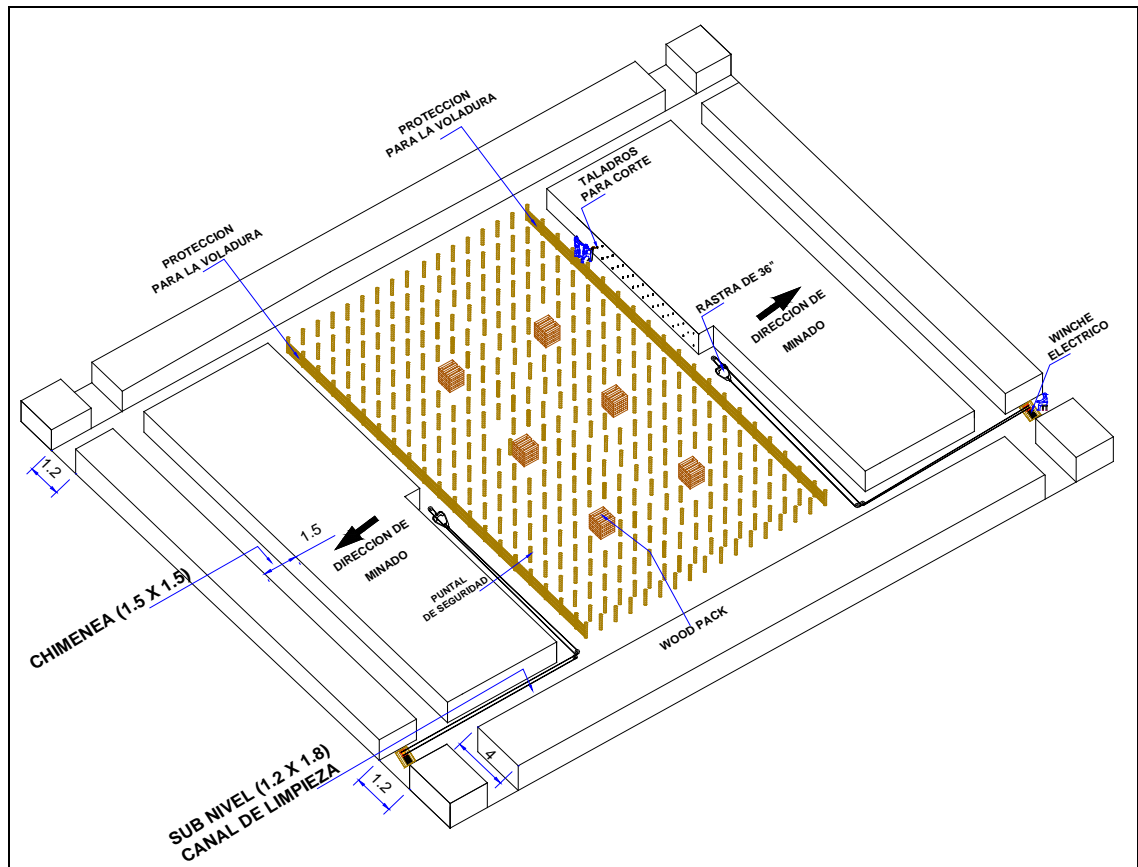 PROTECCION
PARA LA VOLADURA
TALADROS
PARA CORTE
PROTECCION
PARA LA VOLADURA
RASTRA DE 36"
DIRECCION DE
MINADO
WINCHE
ELECTRICO
1.2
1.5
DIRECCION DE
MINADO
PUNTAL
DE SEGURIDAD
CHIMENEA (1.5 X 1.5)
WOOD PACK
SUB NIVEL (1.2 X 1.8)
CANAL DE LIMPIEZA
4
1.2